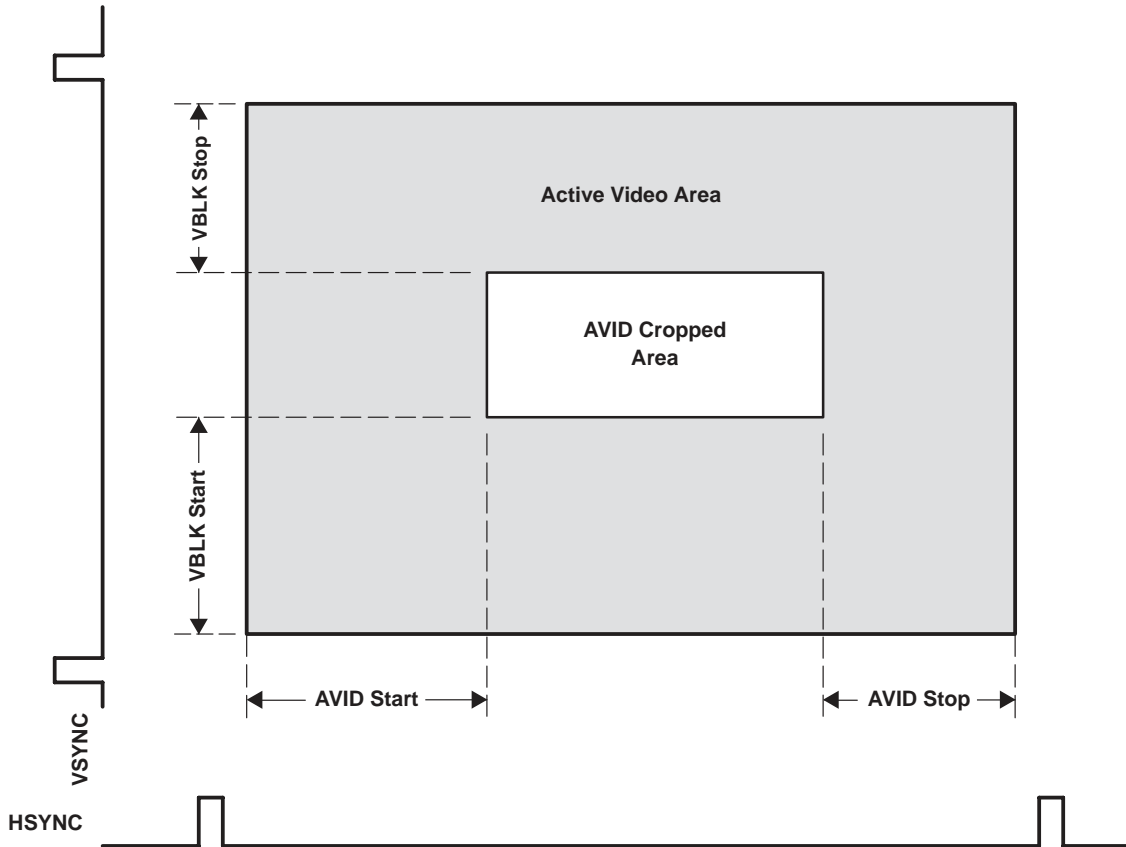 VBLK Stop
Active Video Area
AVID Cropped
Area
VBLK Start
AVID Start
AVID Stop
VSYNC
HSYNC